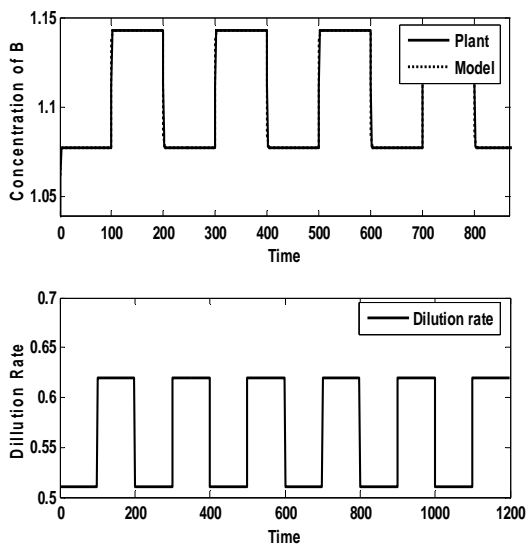 1.15
Plant
Model
1.1
1.05
Concentration of B
0 100 200 300 400 500 600 700 800
Time
0.7
Dilution rate
0.65
0.6
0.55
0.5
Dillution Rate
0 200 400 600 800 1000 1200
Time